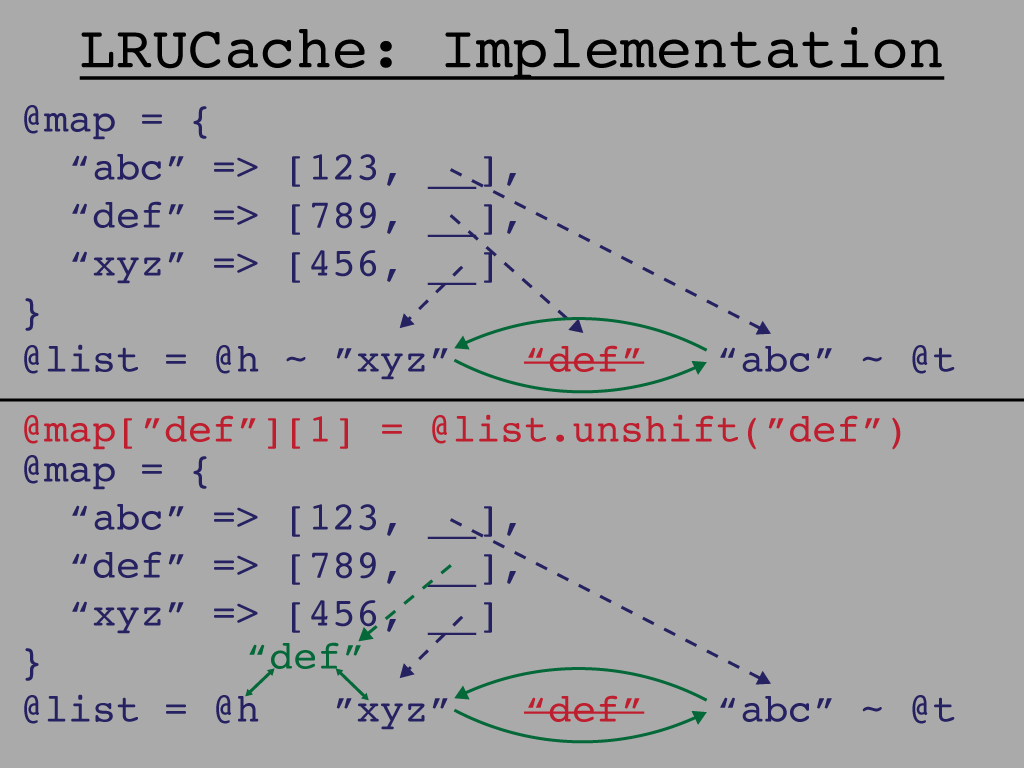 LRUCache: Implementation
@map = {
“abc” => [123, __],
“def” => [789, __],
“xyz” => [456, __]
}
@list = @h ~ ”xyz” “def” “abc” ~ @t
@map[”def”][1] = @list.unshift(”def”)
@map = {
“abc” => [123, __],
“def” => [789, __],
“xyz” => [456, __]
} “def”
@list = @h ”xyz” “def” “abc” ~ @t